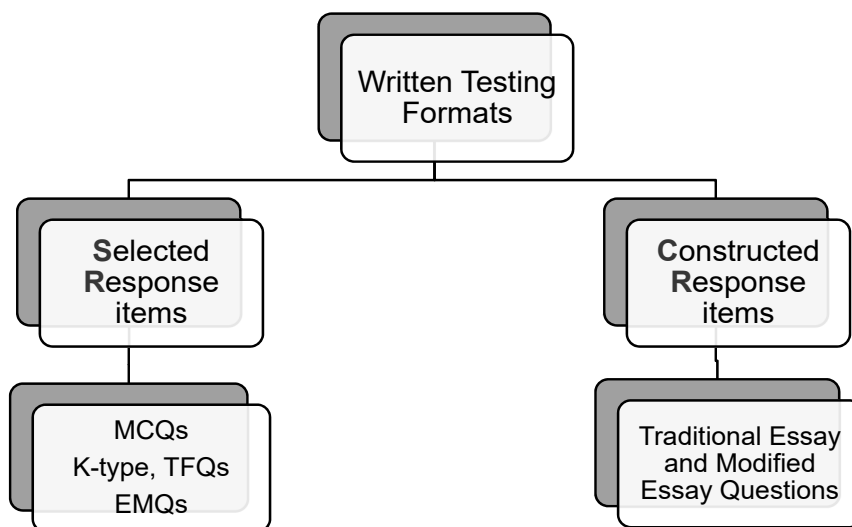 Written Testing
Formats
Selected
Response
items
Constructed
Response
items
MCQs
K-type, TFQs
EMQs
Traditional Essay
and Modified
Essay Questions